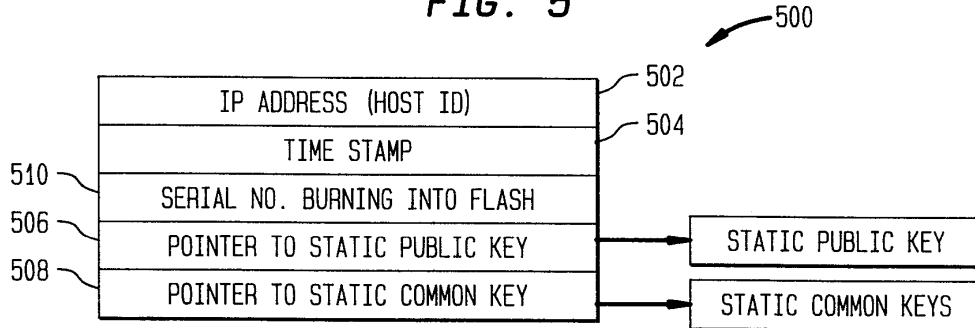 FIG. 5
500
IP ADDRESS (HOST ID)
502
TIME STAMP
504
510
SERIAL NO. BURNING INTO FLASH
506
POINTER TO STATIC PUBLIC KEY
STATIC PUBLIC KEY
508
POINTER TO STATIC COMMON KEY
STATIC COMMON KEYS